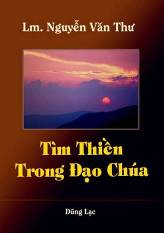 Lm. Nguyễn Văn Thư
Tìm Thiền
Trong Đạo Chúa
Dũng Lạc